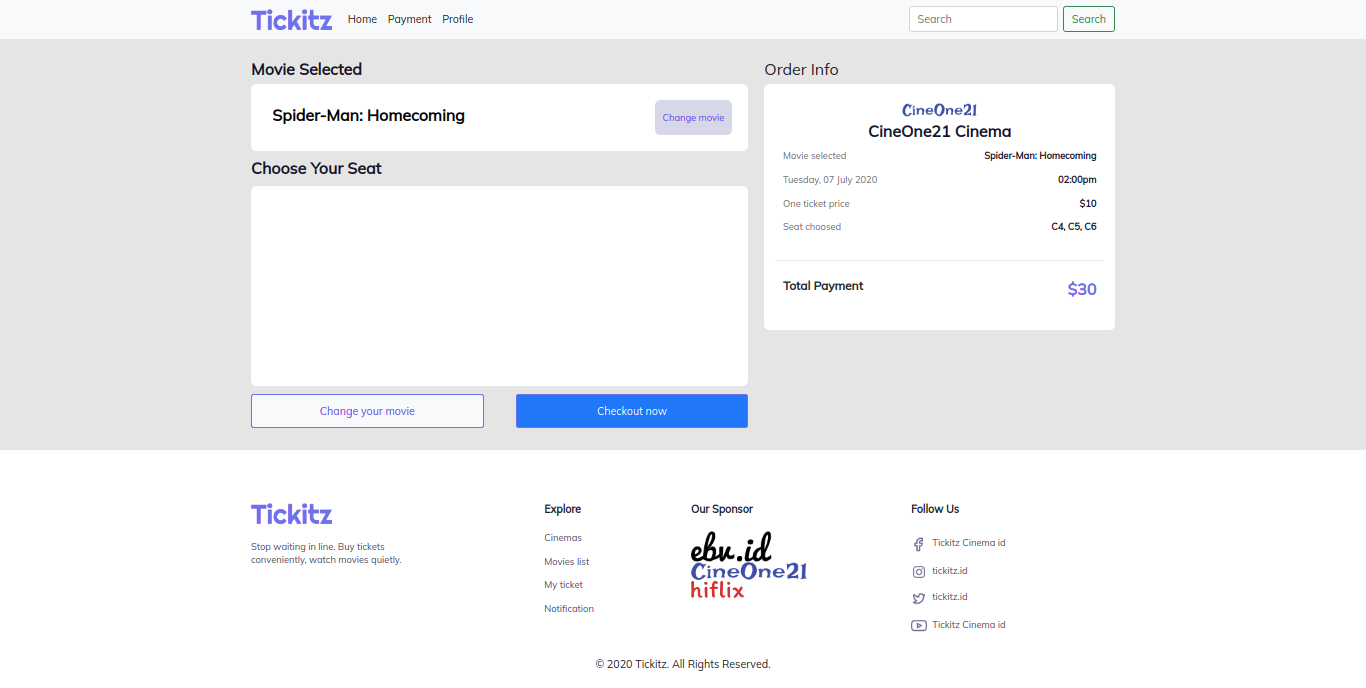 Tickitz
Home Payment Profile
Search
Search
Movie Selected
Spider-Man: Homecoming
Change movie
Choose Your Seat
Change your movie
Checkout now
Order Info
CineOne21
CineOne21 Cinema
Movie selected Spider-Man: Homecoming
Tuesday, 07 July 2020 02:00pm
One ticket price $10
Seat choosed C4, C5, C6
Total Payment $30
Tickitz
Stop waiting in line. Buy tickets
conveniently, watch movies quietly.
Explore
Cinemas
Movies list
My ticket
Notification
Our Sponsor
ebv.id
CineOne21
hiflix
Follow Us
Tickitz Cinema id
tickitz.id
tickitz.id
Tickitz Cinema id
© 2020 Tickitz. All Rights Reserved.